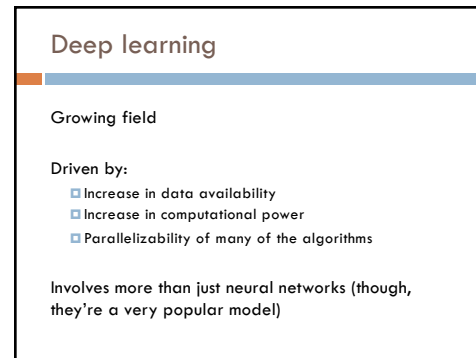 Deep learning
Growing field
Driven by:
Increase in data availability
Increase in computational power
Parallelizability of many of the algorithms
Involves more than just neural networks (though,
they're a very popular model)